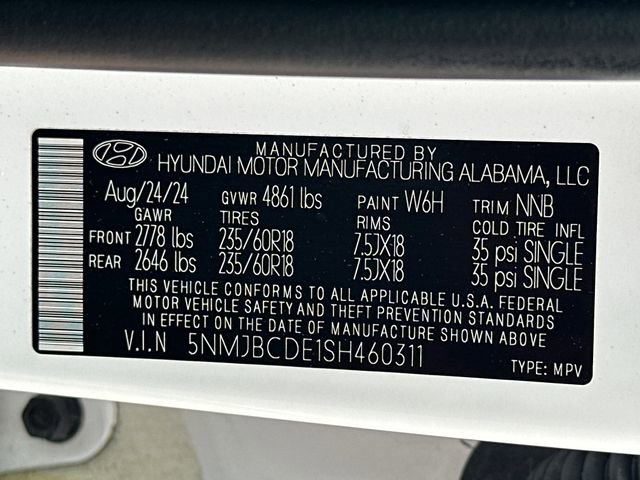 MANUFACTURED BY
HYUNDAI MOTOR MANUFACTURING ALABAMA, LLC
Aug/24/24 GVWR 4861 lbs PAINT W6H TRIM NNB
GAWR TIRES RIMS COLD TIRE INFL
FRONT 2778 lbs 235/60R18 7.5JX18 35 psi SINGLE
REAR 2646 lbs 235/60R18 7.5JX18 35 psi SINGLE
THIS VEHICLE CONFORMS TO ALL APPLICABLE U.S.A. FEDERAL
MOTOR VEHICLE SAFETY AND THEFT PREVENTION STANDARDS
IN EFFECT ON THE DATE OF MANUFACTURE SHOWN ABOVE
V.I.N 5NMJBCDE1SH460311
TYPE: MPV